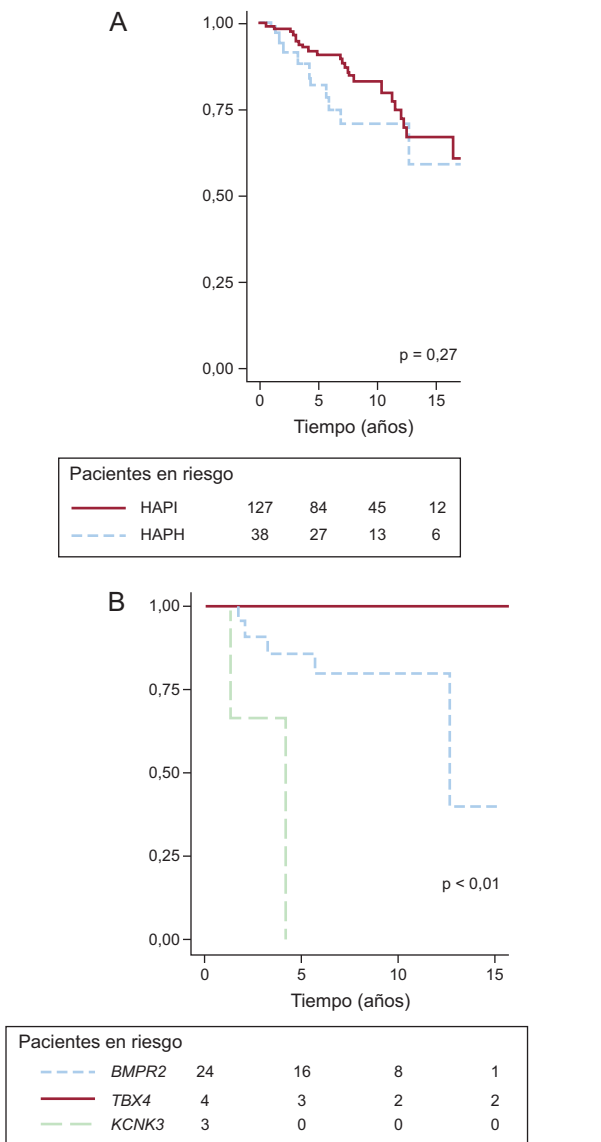 A
1,00
0,75
0,50
0,25
0,00
p = 0,27
0 5 10 15
Tiempo (años)
Pacientes en riesgo
HAPI 127 84 45 12
HAPH 38 27 13 6
B
1,00
0,75
0,50
0,25
0,00
p < 0,01
0 5 10 15
Tiempo (años)
Pacientes en riesgo
BMPR2 24 16 8 1
TBX4 4 3 2 2
KCNK3 3 0 0 0